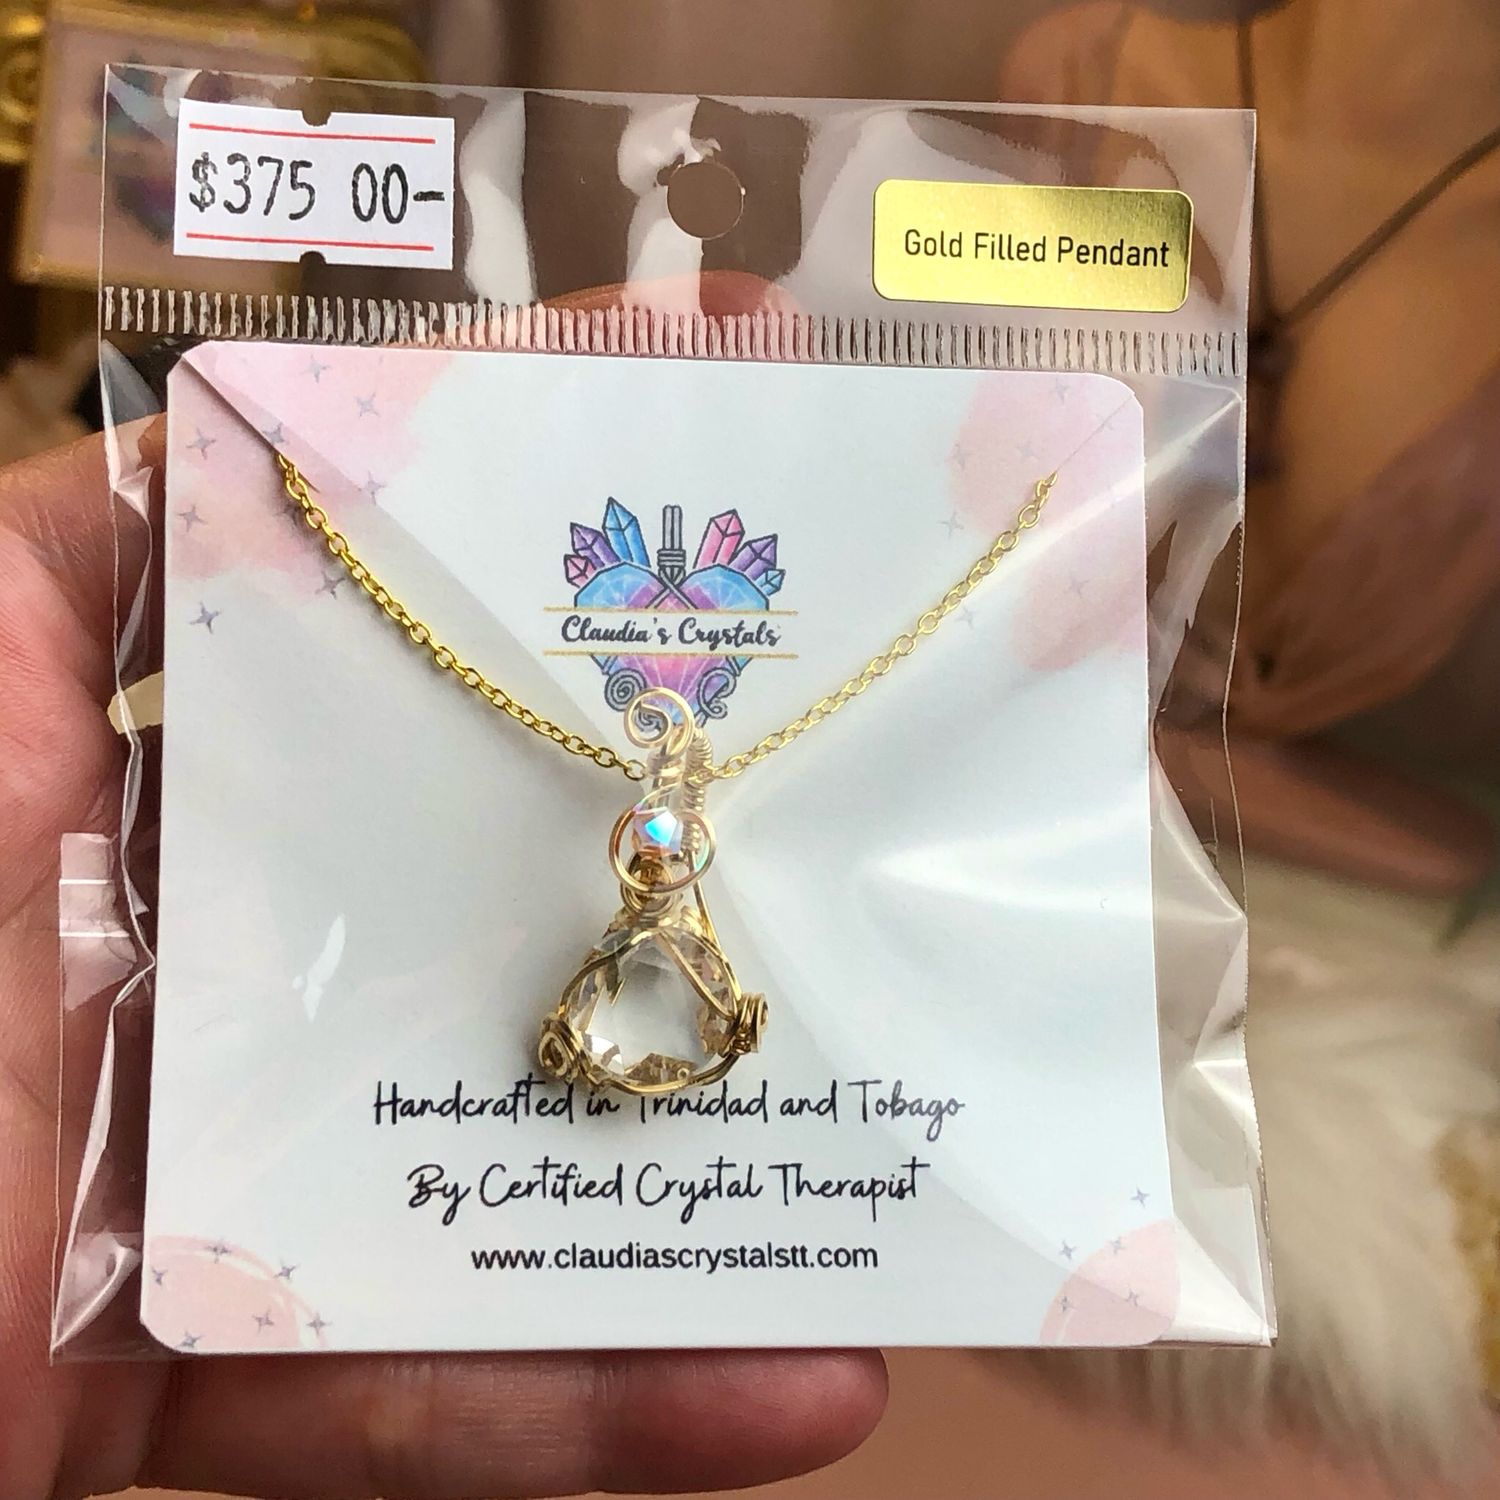 $375 00-
Gold Filled Pendant
Claudia's Crystals
Handcrafted in Trinidad and Tobago
By Certified Crystal Therapist
www.claudiascrystalstt.com